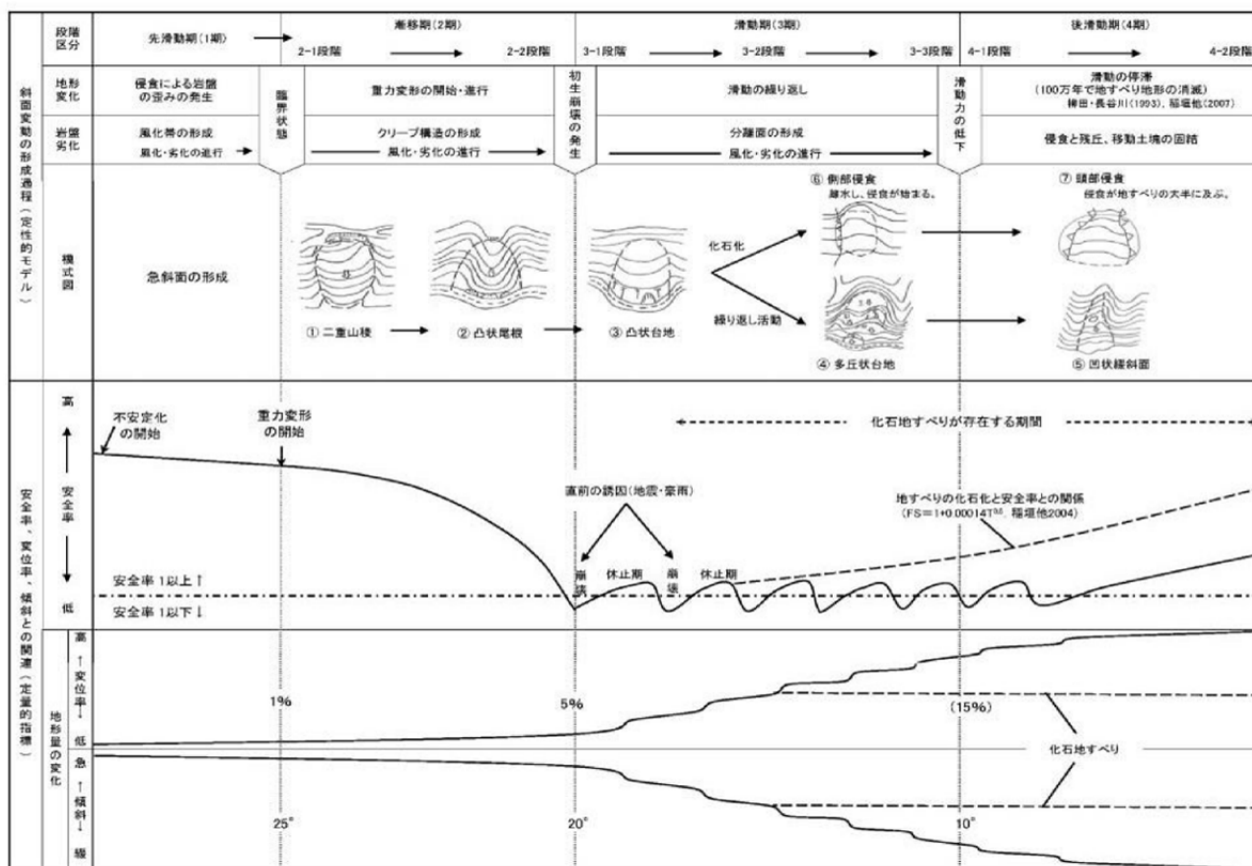 段階
区分
先滑動期(1期)
漸移期(2期)
2-1段階
2-2段階
滑動期(3期)
3-1段階
3-2段階
3-3段階
後滑動期(4期)
4-1段階
4-2段階
斜面変動の形成過程(定性的モデル)
地形
変化
侵食による岩盤
の歪みの発生
臨界状態
重力変形の開始・進行
初生崩壊の発生
滑動の繰り返し
滑動力の低下
滑動の停滞
(100万年で地すべり地形の消滅)
柳田・長谷川(1993)、稲垣他(2007)
岩盤
劣化
風化帯の形成
風化・劣化の進行
クリープ構造の形成
風化・劣化の進行
分離面の形成
風化・劣化の進行
侵食と残丘、移動土塊の固結
模式図
急斜面の形成
① 二重山稜
② 凸状尾根
③ 凸状台地
化石化
繰り返し活動
⑥ 側部侵食
離水し、侵食が始まる。
④ 多丘状台地
⑦ 頭部侵食
侵食が地すべりの大半に及ぶ。
⑤ 凹状緩斜面
安全率、変位率、傾斜との関連(定量的指標)
高
安全率
低
不安定化
の開始
重力変形
の開始
化石地すべりが存在する期間
直前の誘因(地震・豪雨)
地すべりの化石化と安全率との関係
崩壊
休止期
崩壊
休止期
安全率 1以上↑
安全率 1以下↓
地形量の変化
高
↑変位率↓
低
1%
5%
(15%)
化石地すべり
急
↑傾斜↓
緩
25°
20°
10°